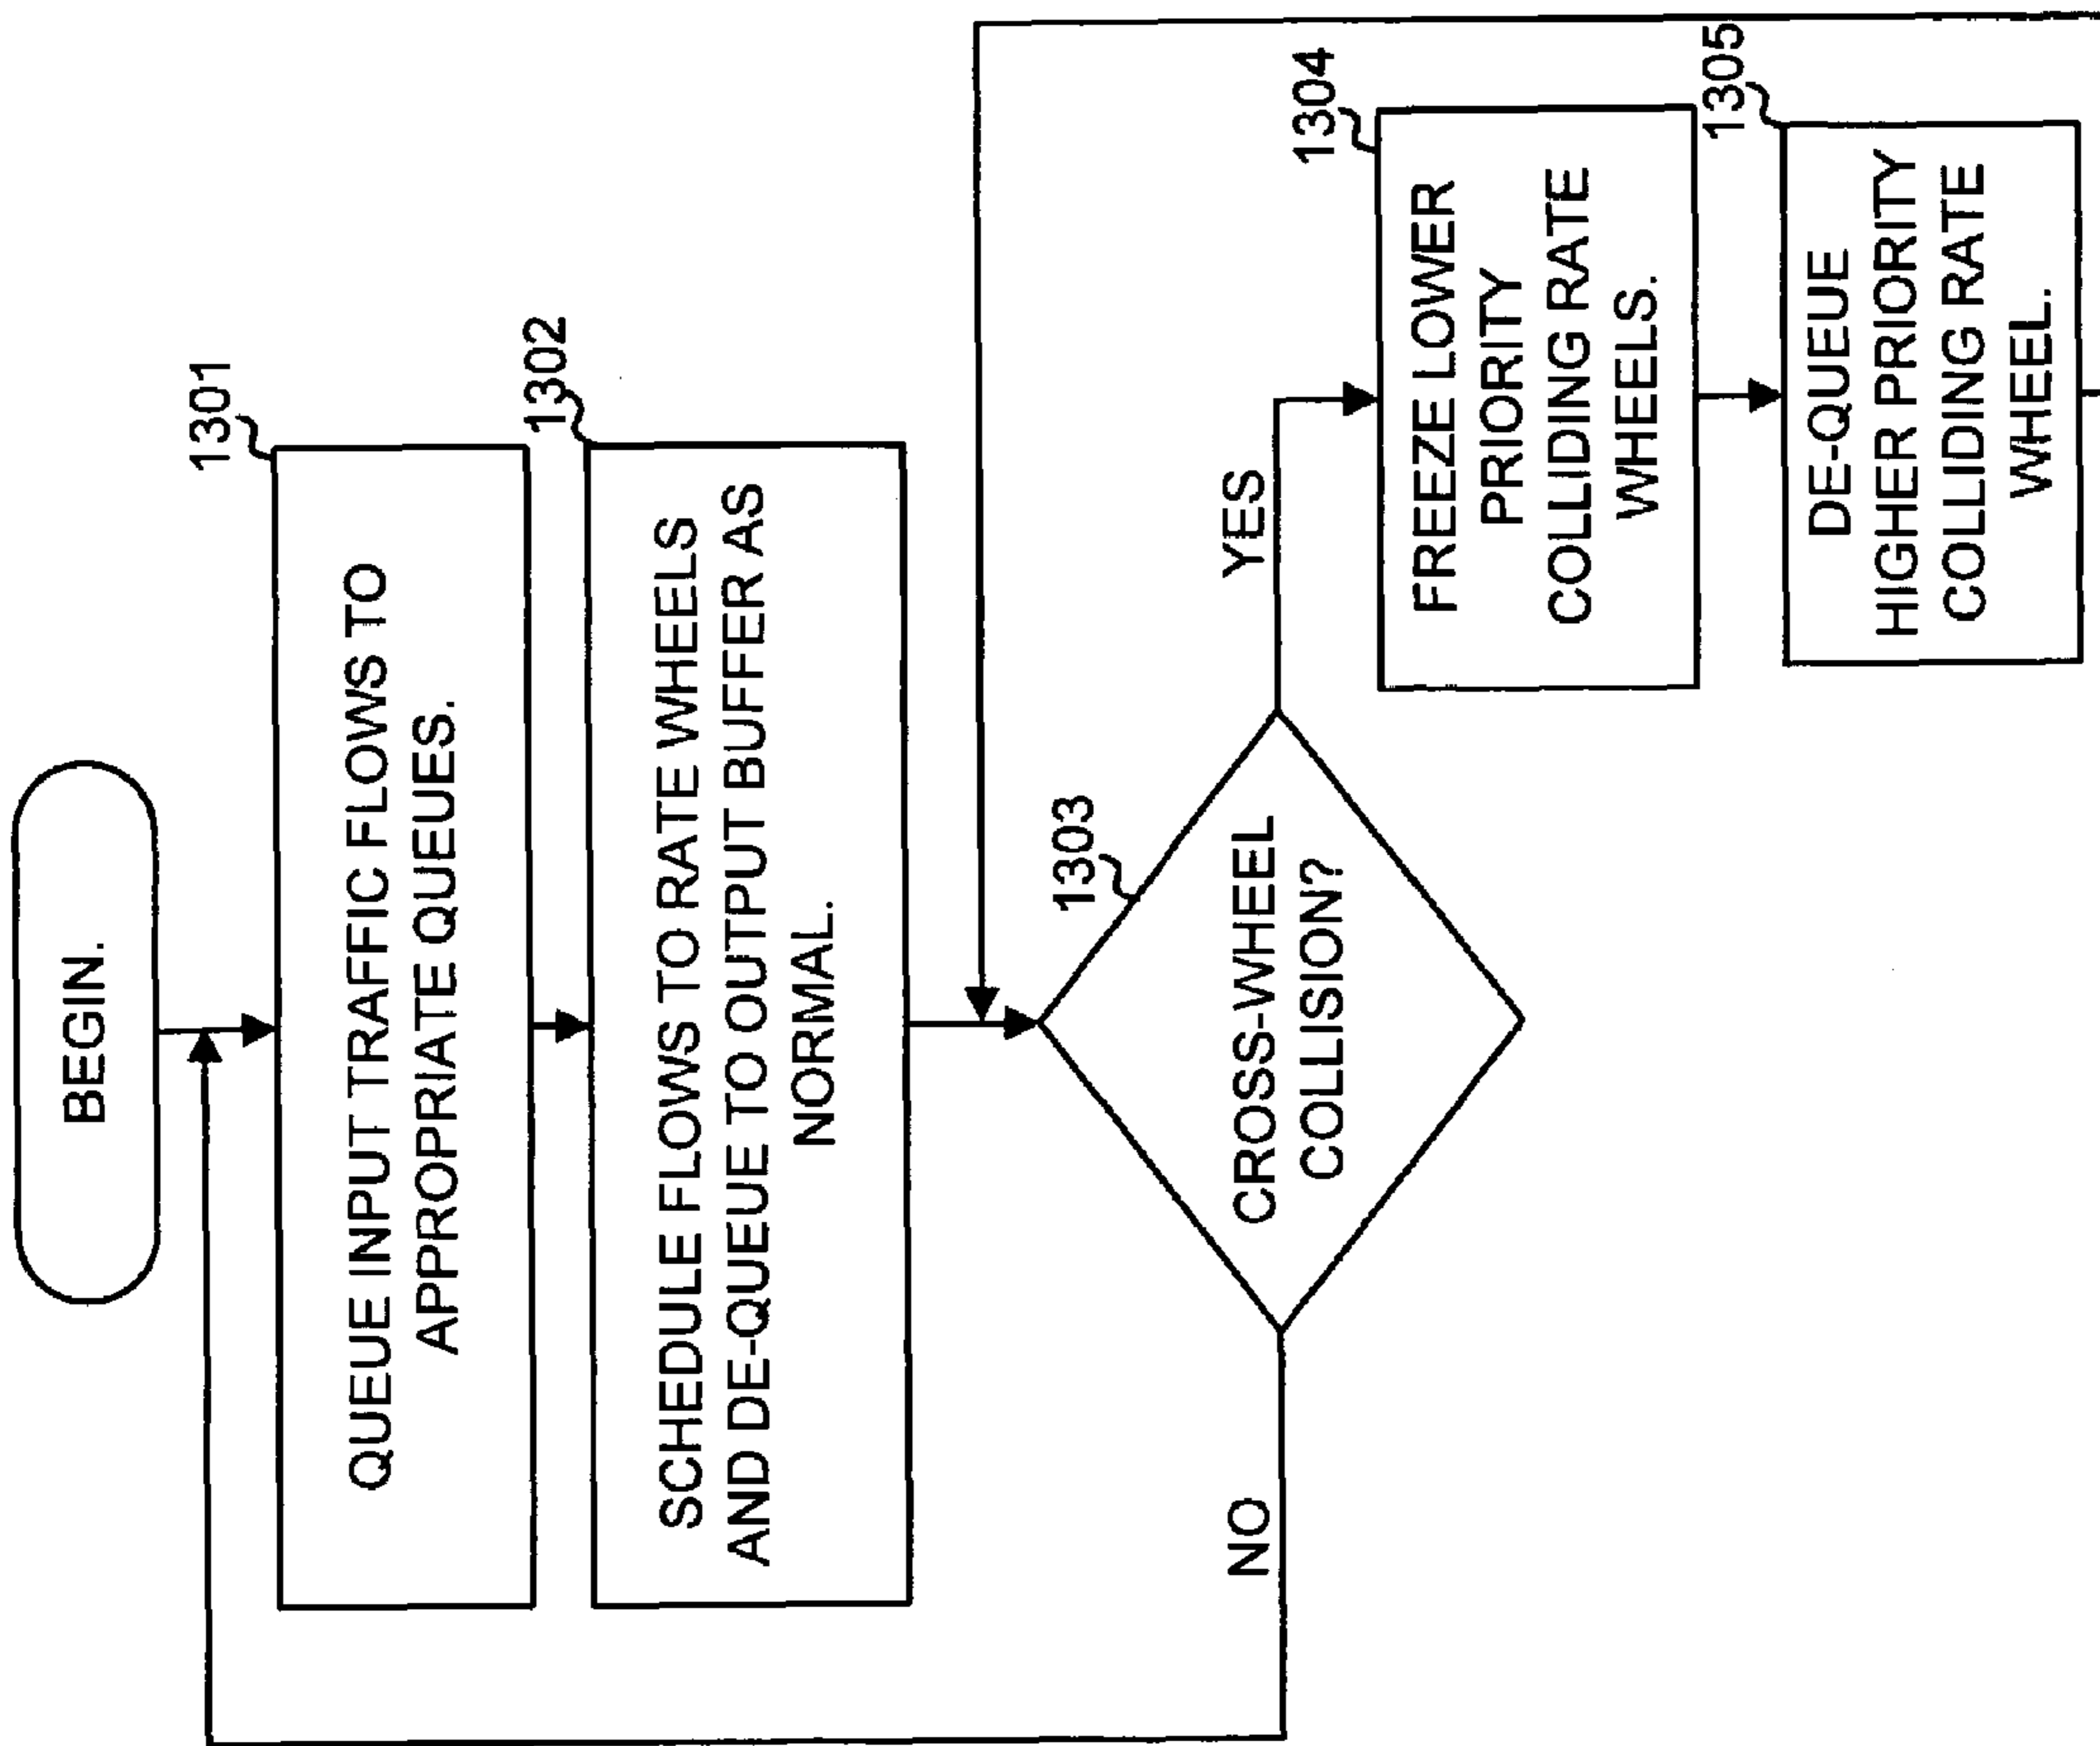 BEGIN.
1301
QUEUE INPUT TRAFFIC FLOWS TO
APPROPRIATE QUEUES.
1302
SCHEDULE FLOWS TO RATE WHEELS
AND DE-QUEUE TO OUTPUT BUFFER AS
NORMAL.
1303
CROSS-WHEEL
COLLISION?
NO
YES
1304
FREEZE LOWER
PRIORITY
COLLIDING RATE
WHEELS.
1305
DE-QUEUE
HIGHER PRIORITY
COLLIDING RATE
WHEEL.